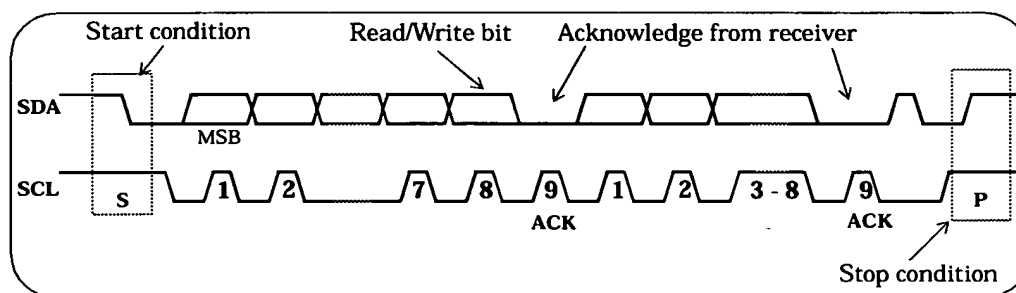 Start condition Read/Write bit Acknowledge from receiver
SDA
MSB
SCL 1 2 7 8 9 1 2 3 - 8 9
S ACK ACK P
Stop condition